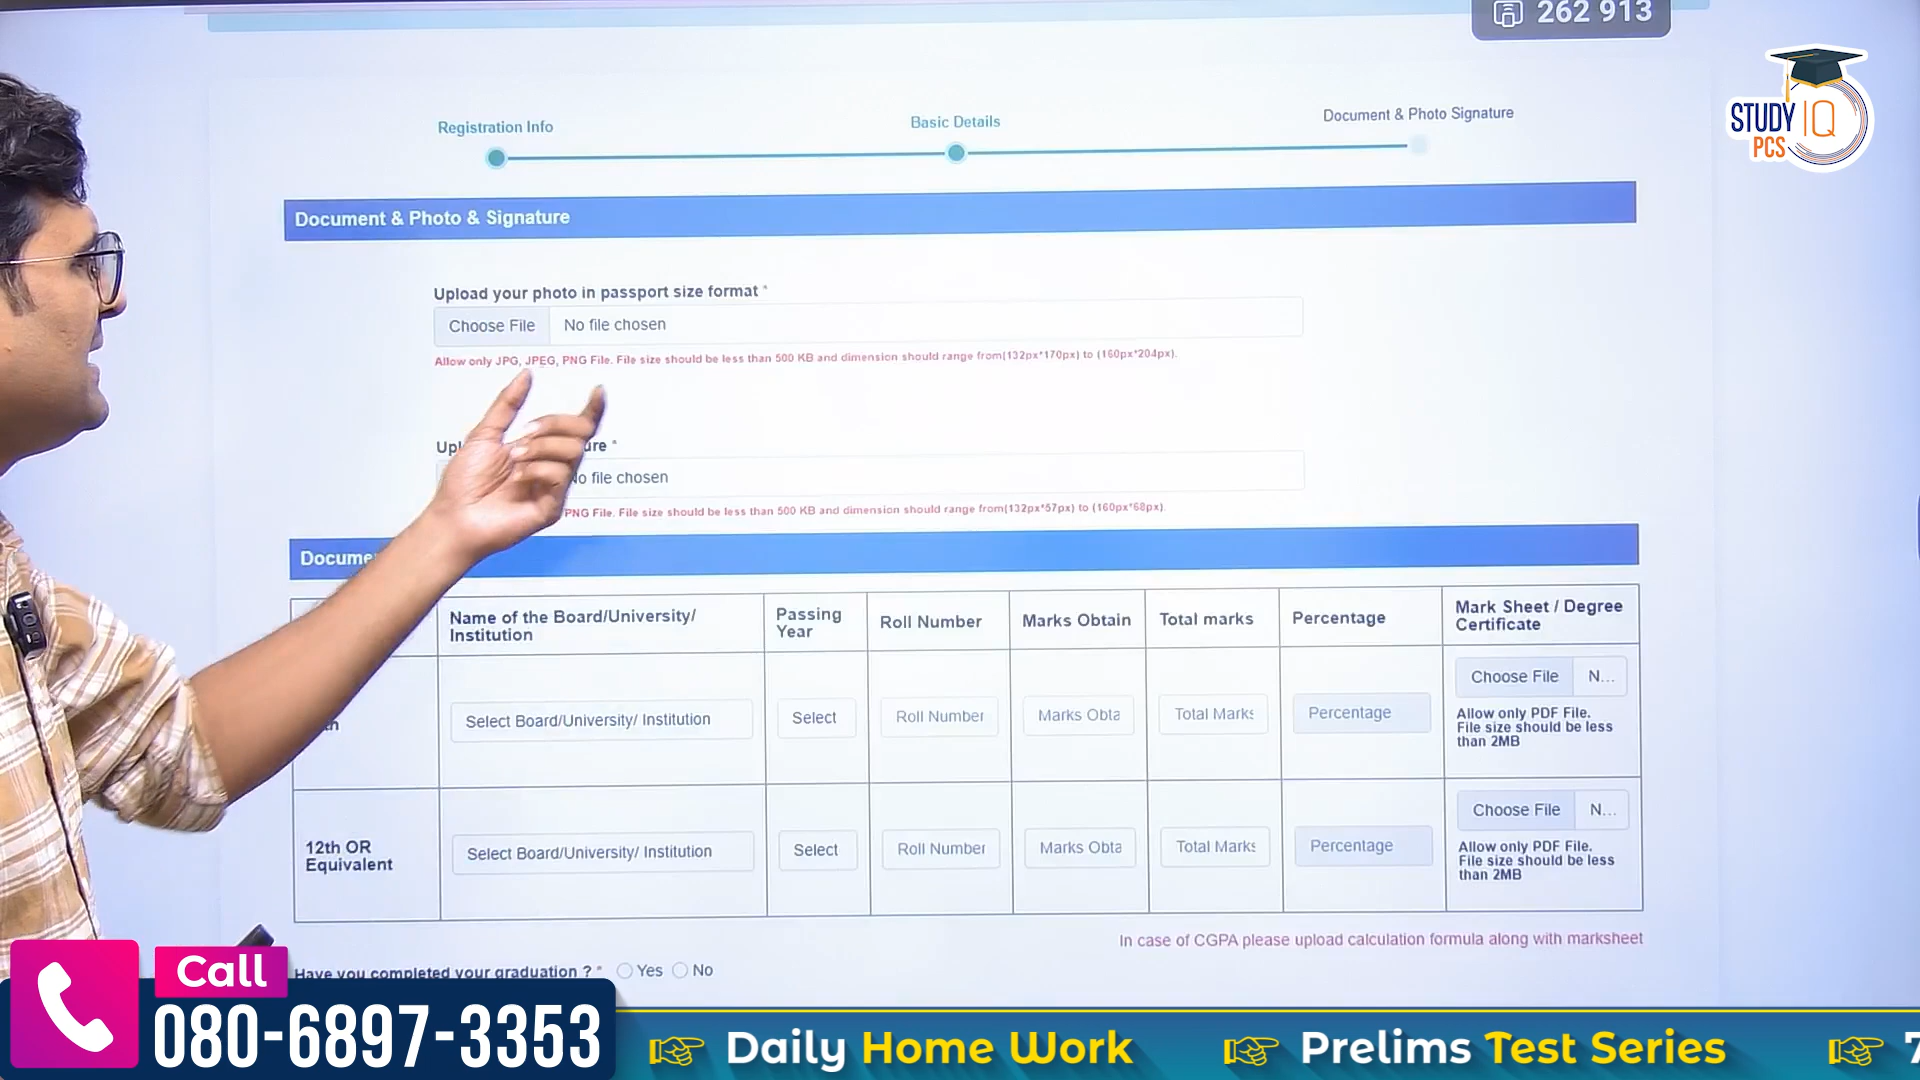 262 913
STUDY IQ
PCS
Registration Info
Basic Details
Document & Photo Signature
Document & Photo & Signature
Upload your photo in passport size format *
Choose File
No file chosen
Allow only JPG, JPEG, PNG File. File size should be less than 500 KB and dimension should range from(132px*170px) to (160px*204px).
No file chosen
PNG File. File size should be less than 500 KB and dimension should range from(132px*57px) to (160px*68px).
Name of the Board/University/
Institution
Passing
Year
Roll Number
Marks Obtain
Total marks
Percentage
Mark Sheet / Degree
Certificate
Select Board/University/ Institution
Select
Roll Number
Marks Obta
Total Marks
Percentage
Choose File
N...
Allow only PDF File.
File size should be less
than 2MB
12th OR
Equivalent
Select Board/University/ Institution
Select
Roll Number
Marks Obta
Total Marks
Percentage
Choose File
N...
Allow only PDF File.
File size should be less
than 2MB
In case of CGPA please upload calculation formula along with marksheet
Have you completed your graduation ? * Yes No
Call
080-6897-3353
Daily Home Work
Prelims Test Series
7